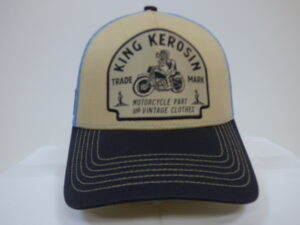 KING KEROSIN
TRADE MARK
MOTORCYCLE PART
AND VINTAGE CLOTHES